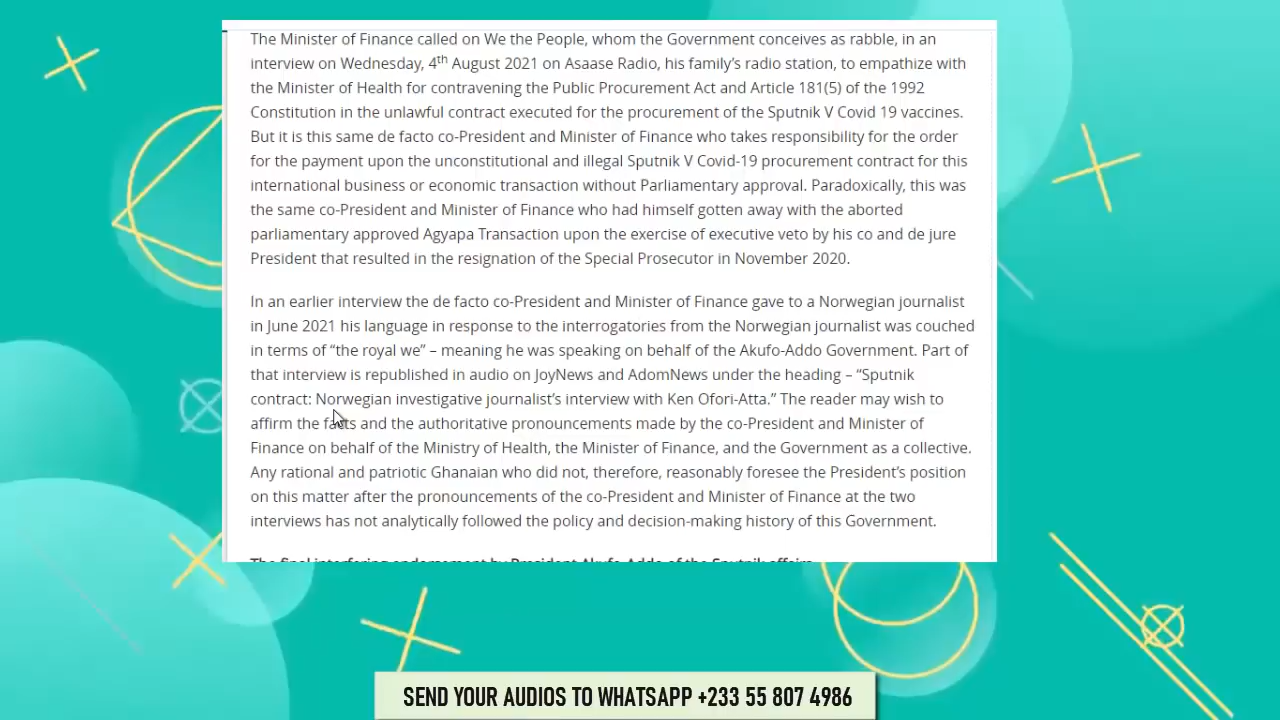 The Minister of Finance called on We the People, whom the Government conceives as rabble, in an
interview on Wednesday, 4th August 2021 on Asaase Radio, his family's radio station, to empathize with
the Minister of Health for contravening the Public Procurement Act and Article 181(5) of the 1992
Constitution in the unlawful contract executed for the procurement of the Sputnik V Covid 19 vaccines.
But it is this same de facto co-President and Minister of Finance who takes responsibility for the order
for the payment upon the unconstitutional and illegal Sputnik V Covid-19 procurement contract for this
international business or economic transaction without Parliamentary approval. Paradoxically, this was
the same co-President and Minister of Finance who had himself gotten away with the aborted
parliamentary approved Agyapa Transaction upon the exercise of executive veto by his co and de jure
President that resulted in the resignation of the Special Prosecutor in November 2020.
In an earlier interview the de facto co-President and Minister of Finance gave to a Norwegian journalist
in June 2021 his language in response to the interrogatories from the Norwegian journalist was couched
in terms of “the royal we” – meaning he was speaking on behalf of the Akufo-Addo Government. Part of
that interview is republished in audio on JoyNews and AdomNews under the heading – “Sputnik
contract: Norwegian investigative journalist's interview with Ken Ofori-Atta.” The reader may wish to
affirm the facts and the authoritative pronouncements made by the co-President and Minister of
Finance on behalf of the Ministry of Health, the Minister of Finance, and the Government as a collective.
Any rational and patriotic Ghanaian who did not, therefore, reasonably foresee the President's position
on this matter after the pronouncements of the co-President and Minister of Finance at the two
interviews has not analytically followed the policy and decision-making history of this Government.
The final interfering endorsement by President Akufo-Addo of the Sputnik affairs
SEND YOUR AUDIOS TO WHATSAPP +233 55 807 4986